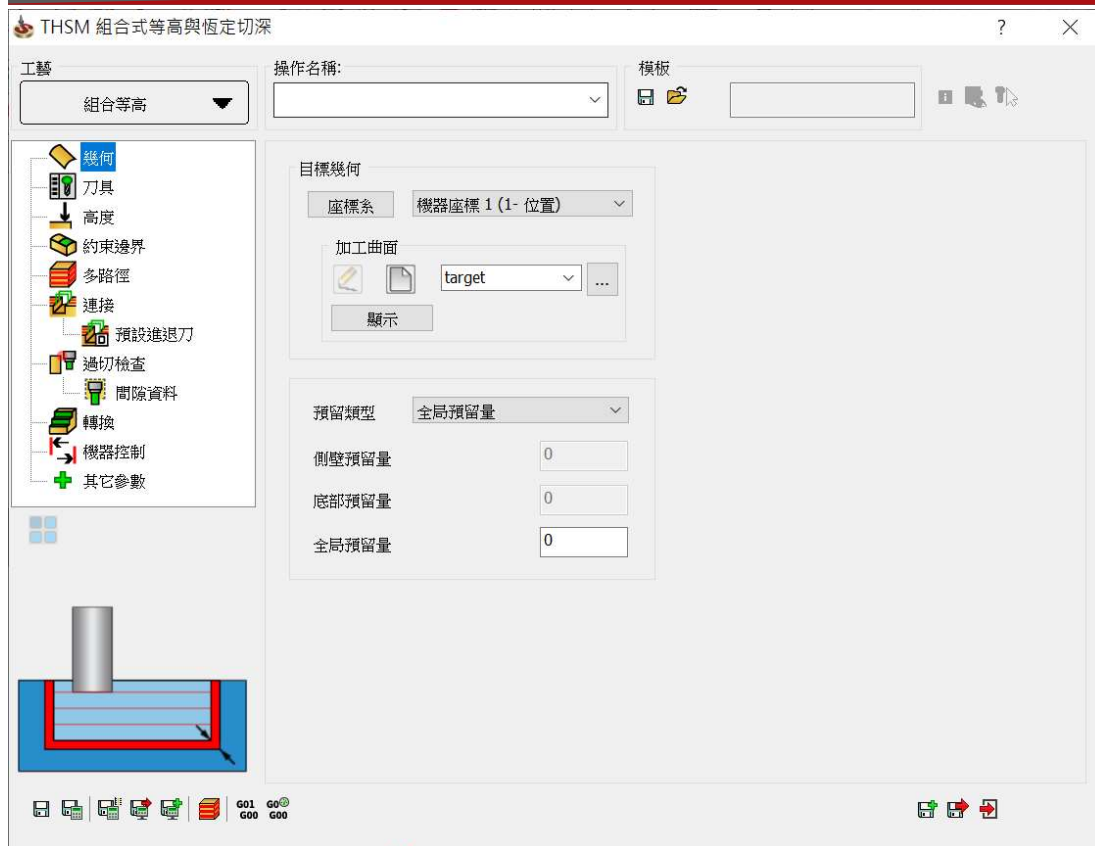 THSM 組合式等高與恆定切深
?
工藝
操作名稱:
模板
組合等高
幾何
刀具
高度
約束邊界
多路徑
連接
預設進退刀
過切檢查
間隙資料
轉換
機器控制
其它參數
目標幾何
座標系
機器座標 1 (1- 位置)
加工曲面
target
...
顯示
預留類型
全局預留量
側壁預留量
0
底部預留量
0
全局預留量
0
G01 G0
G00 G00